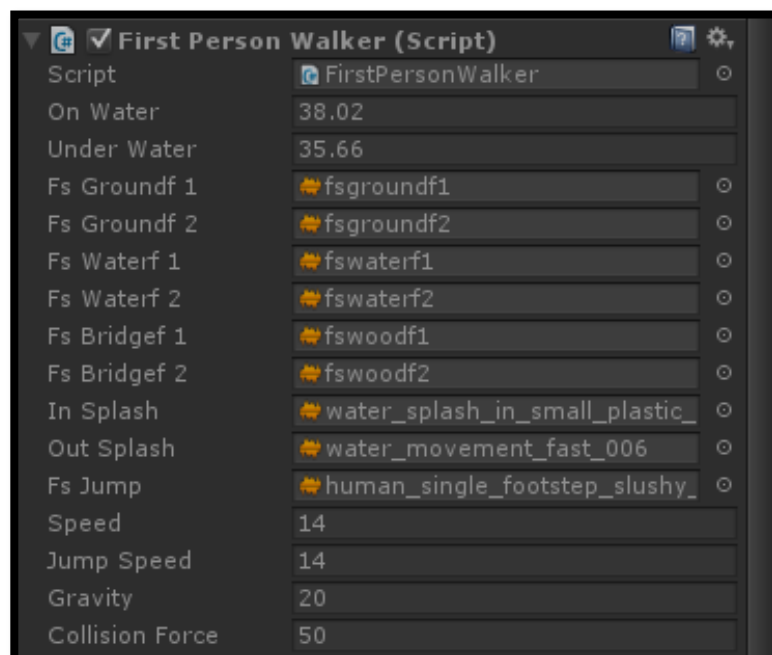 First Person Walker (Script)
Script FirstPersonWalker
On Water 38.02
Under Water 35.66
Fs Groundf 1 fsgroundf1
Fs Groundf 2 fsgroundf2
Fs Waterf 1 fswaterf1
Fs Waterf 2 fswaterf2
Fs Bridgef 1 fswoodf1
Fs Bridgef 2 fswoodf2
In Splash water_splash_in_small_plastic_
Out Splash water_movement_fast_006
Fs Jump human_single_footstep_slushy_
Speed 14
Jump Speed 14
Gravity 20
Collision Force 50